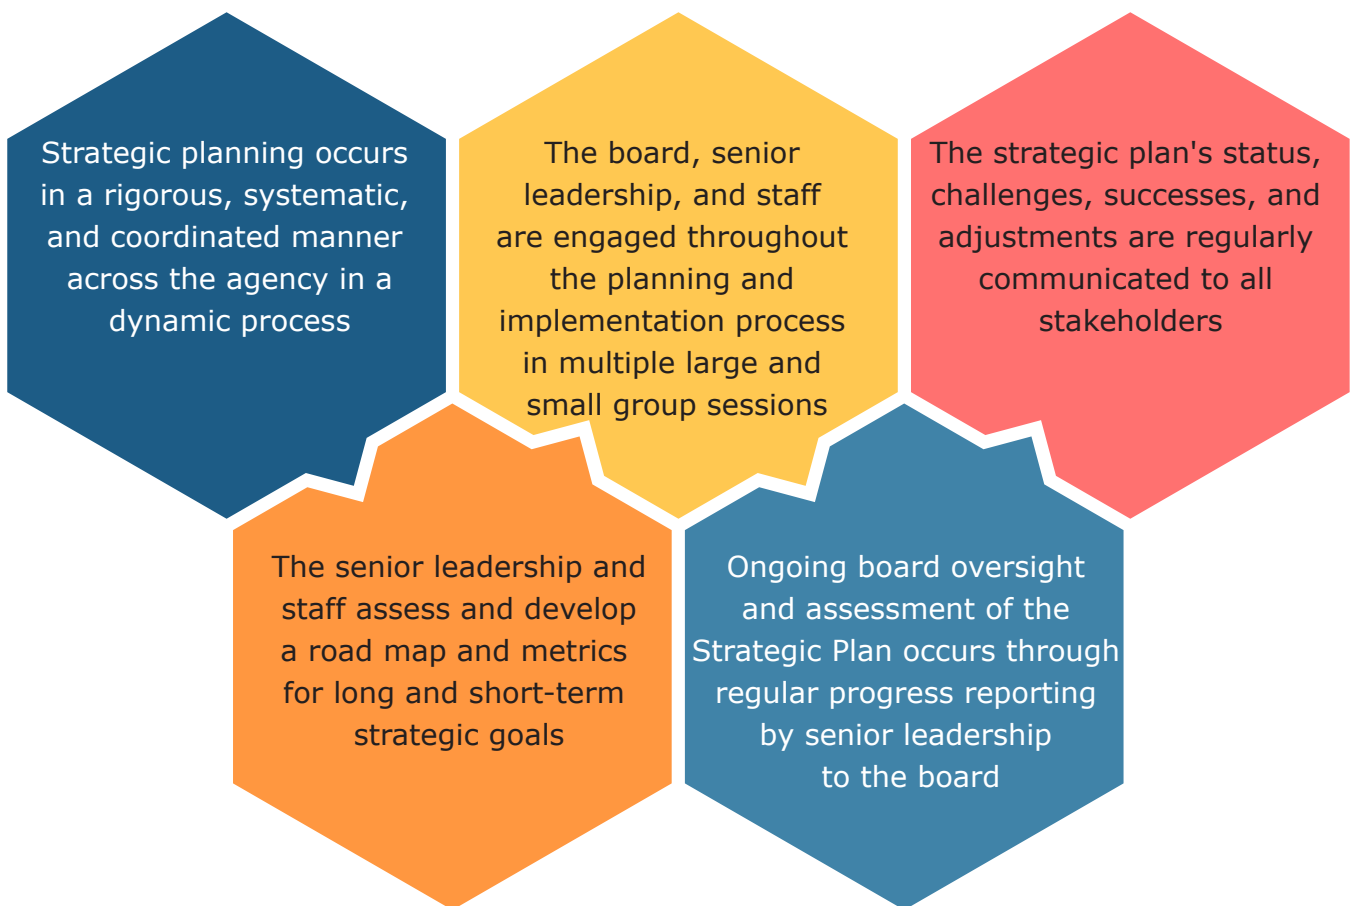 Strategic planning occurs
in a rigorous, systematic,
and coordinated manner
across the agency in a
dynamic process
The board, senior
leadership, and staff
are engaged throughout
the planning and
implementation process
in multiple large and
small group sessions
The strategic plan's status,
challenges, successes, and
adjustments are regularly
communicated to all
stakeholders
The senior leadership and
staff assess and develop
a road map and metrics
for long and short-term
strategic goals
Ongoing board oversight
and assessment of the
Strategic Plan occurs through
regular progress reporting
by senior leadership
to the board